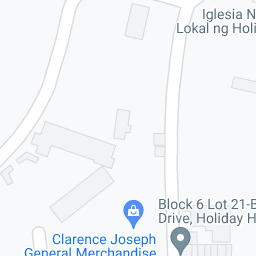 Iglesia N
Lokal ng Holi
Block 6 Lot 21-B
Drive, Holiday H
Clarence Joseph
General Merchandise